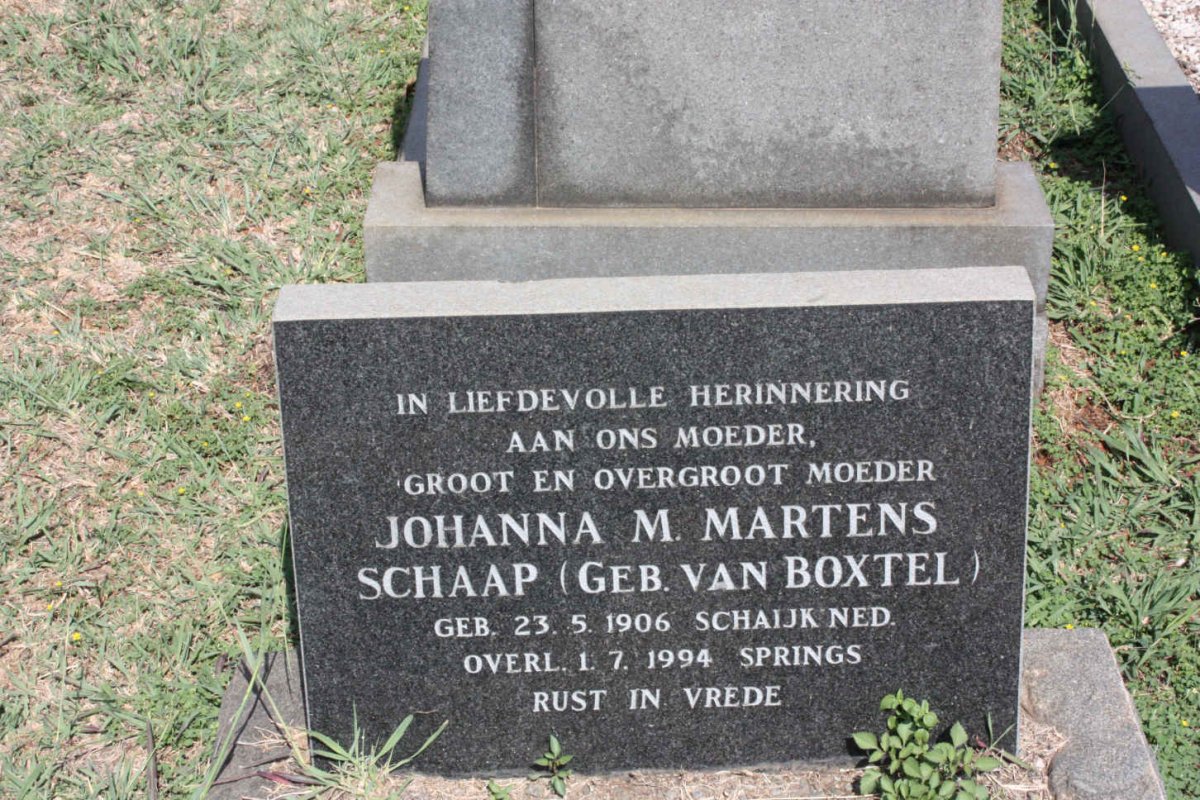 IN LIEFDEVOLLE HERINNERING
AAN ONS MOEDER,
GROOT EN OVERGROOT MOEDER
JOHANNA M. MARTENS
SCHAAP (GEB. VAN BOXTEL)
GEB. 23. 5. 1906 SCHAIJK NED.
OVERL. 1. 7. 1994 SPRINGS
RUST IN VREDE